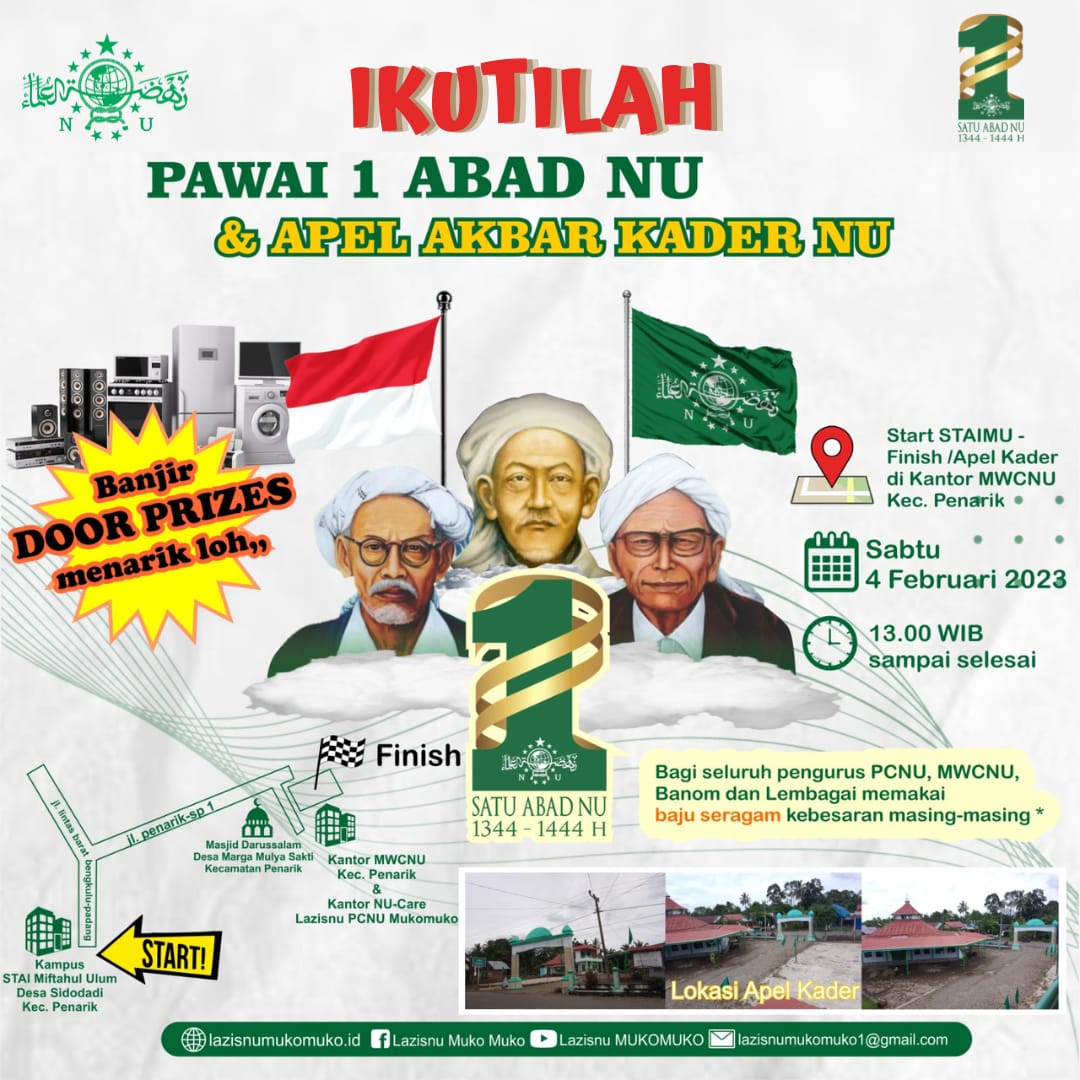 N U
SATU ABAD NU
1344 - 1444 H
IKUTILAH
PAWAI 1 ABAD NU
& APEL AKBAR KADER NU
N U
Banjir
DOOR PRIZES
menarik loh,,
Start STAIMU -
Finish /Apel Kader
di Kantor MWCNU
Kec. Penarik
Sabtu
4 Februari 2023
13.00 WIB
sampai selesai
Finish
N U
SATU ABAD NU
1344 - 1444 H
Bagi seluruh pengurus PCNU, MWCNU,
Banom dan Lembagai memakai
baju seragam kebesaran masing-masing *
jl. lintas barat bengkulu-padang
jl. penarik-sp 1
Masjid Darussalam
Desa Marga Mulya Sakti
Kecamatan Penarik
Kantor MWCNU
Kec. Penarik
&
Kantor NU-Care
Lazisnu PCNU Mukomuko
START!
Kampus
STAI Miftahul Ulum
Desa Sidodadi
Kec. Penarik
Lokasi Apel Kader
lazisnumukomuko.id
Lazisnu Muko Muko
Lazisnu MUKOMUKO
lazisnumukomuko1@gmail.com